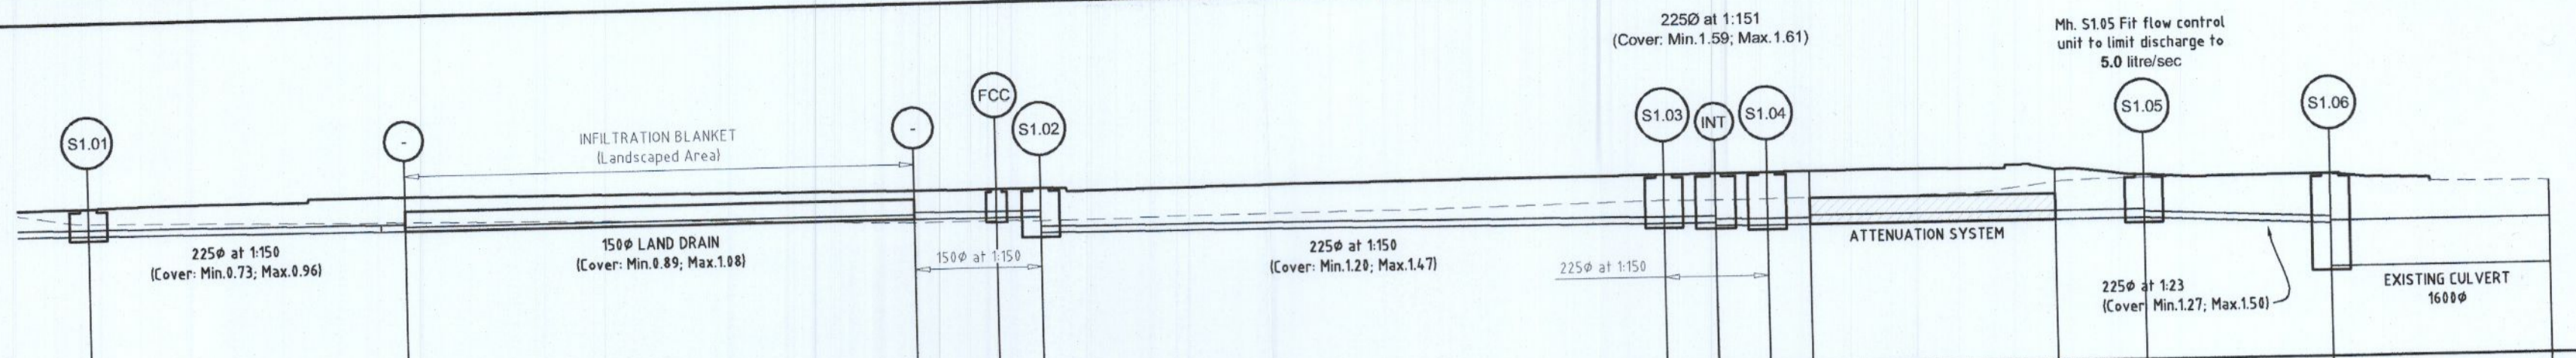 225Ø at 1:151
(Cover: Min.1.59; Max.1.61)
Mh. S1.05 Fit flow control
unit to limit discharge to
5.0 litre/sec
S1.01
-
INFILTRATION BLANKET
(Landscaped Area)
-
FCC
S1.02
S1.03
INT
S1.04
S1.05
S1.06
225Ø at 1:150
(Cover: Min.0.73; Max.0.96)
150Ø LAND DRAIN
(Cover: Min.0.89; Max.1.08)
150Ø at 1:150
225Ø at 1:150
(Cover: Min.1.20; Max.1.47)
225Ø at 1:150
ATTENUATION SYSTEM
225Ø at 1:23
(Cover: Min.1.27; Max.1.50)
EXISTING CULVERT
1600Ø